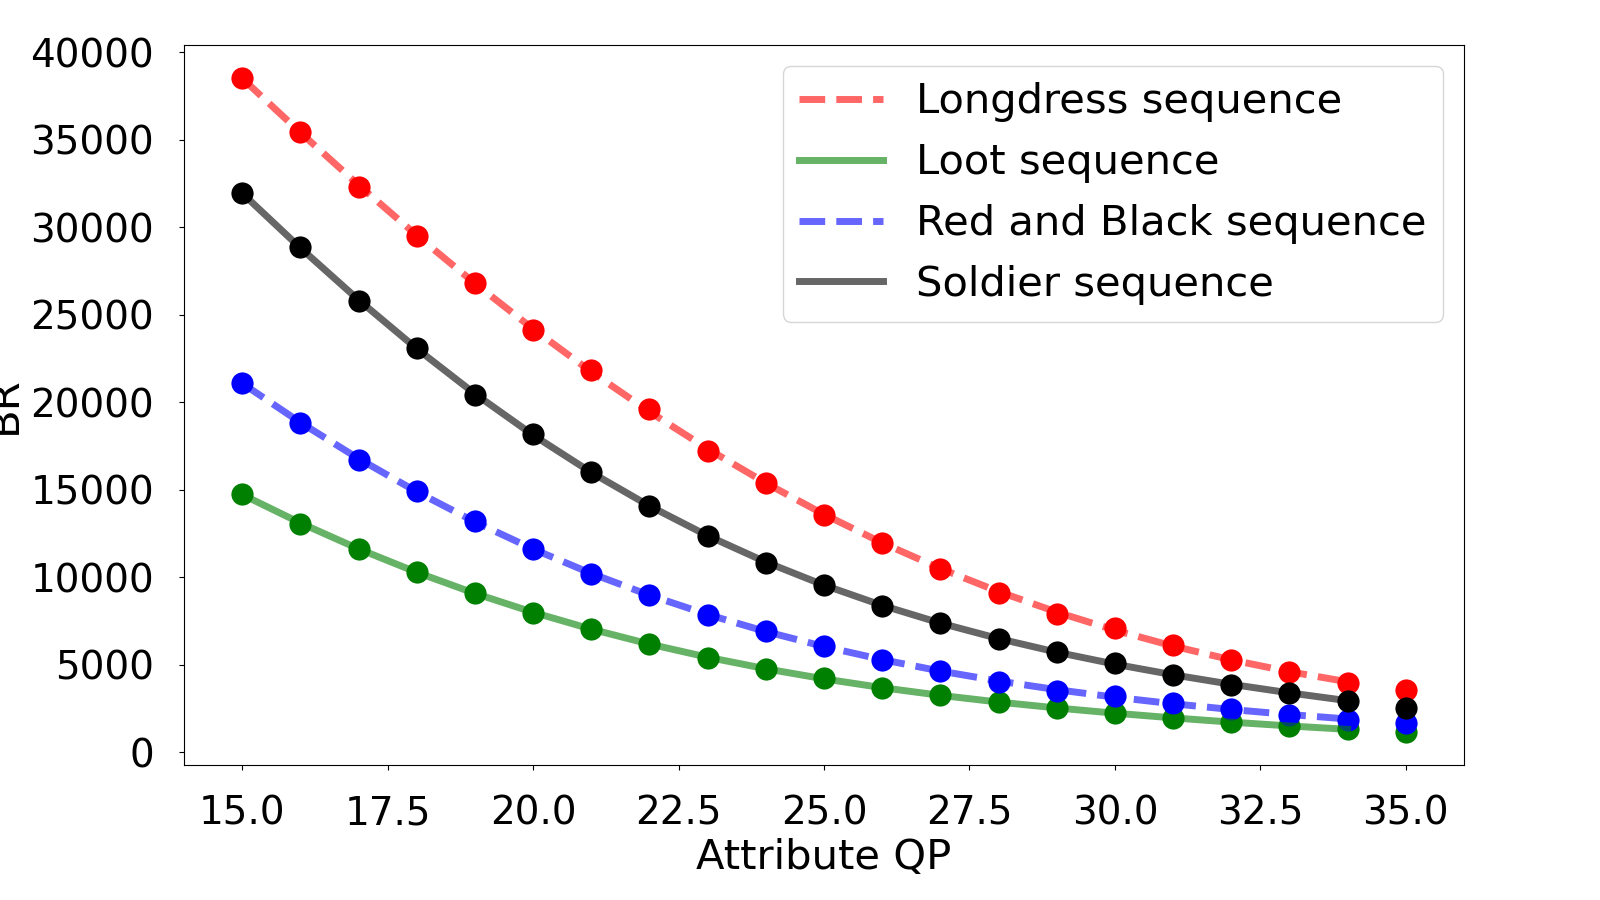 40000
35000
30000
25000
20000
15000
10000
5000
0
BR
Longdress sequence
Loot sequence
Red and Black sequence
Soldier sequence
15.0 17.5 20.0 22.5 25.0 27.5 30.0 32.5 35.0
Attribute QP